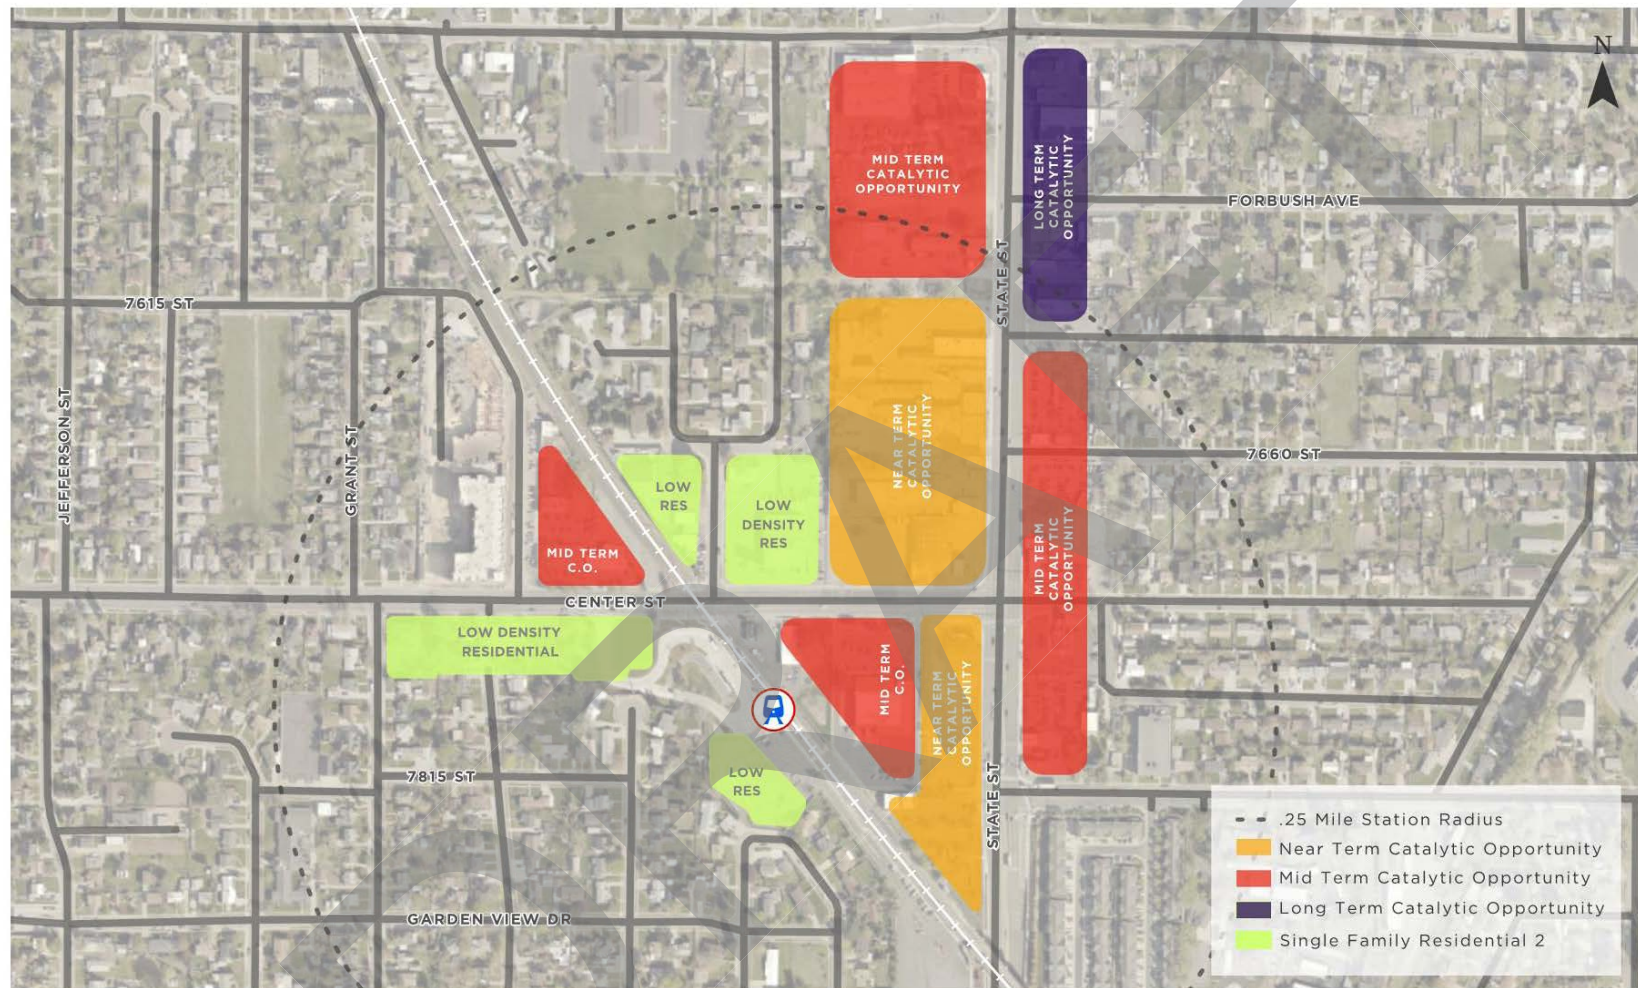 N
MID TERM
CATALYTIC
OPPORTUNITY
LONG TERM
CATALYTIC
OPPORTUNITY
FORBUSH AVE
STATE ST
7615 ST
JEFFERSON ST
GRANT ST
NEAR TERM
CATALYTIC
OPPORTUNITY
7660 ST
LOW
RES
LOW
DENSITY
RES
MID TERM
C.O.
MID TERM
CATALYTIC
OPPORTUNITY
CENTER ST
LOW DENSITY
RESIDENTIAL
MID TERM
C.O.
NEAR TERM
CATALYTIC
OPPORTUNITY
LOW
RES
7815 ST
STATE ST
GARDEN VIEW DR
.25 Mile Station Radius
Near Term Catalytic Opportunity
Mid Term Catalytic Opportunity
Long Term Catalytic Opportunity
Single Family Residential 2
DRAFT